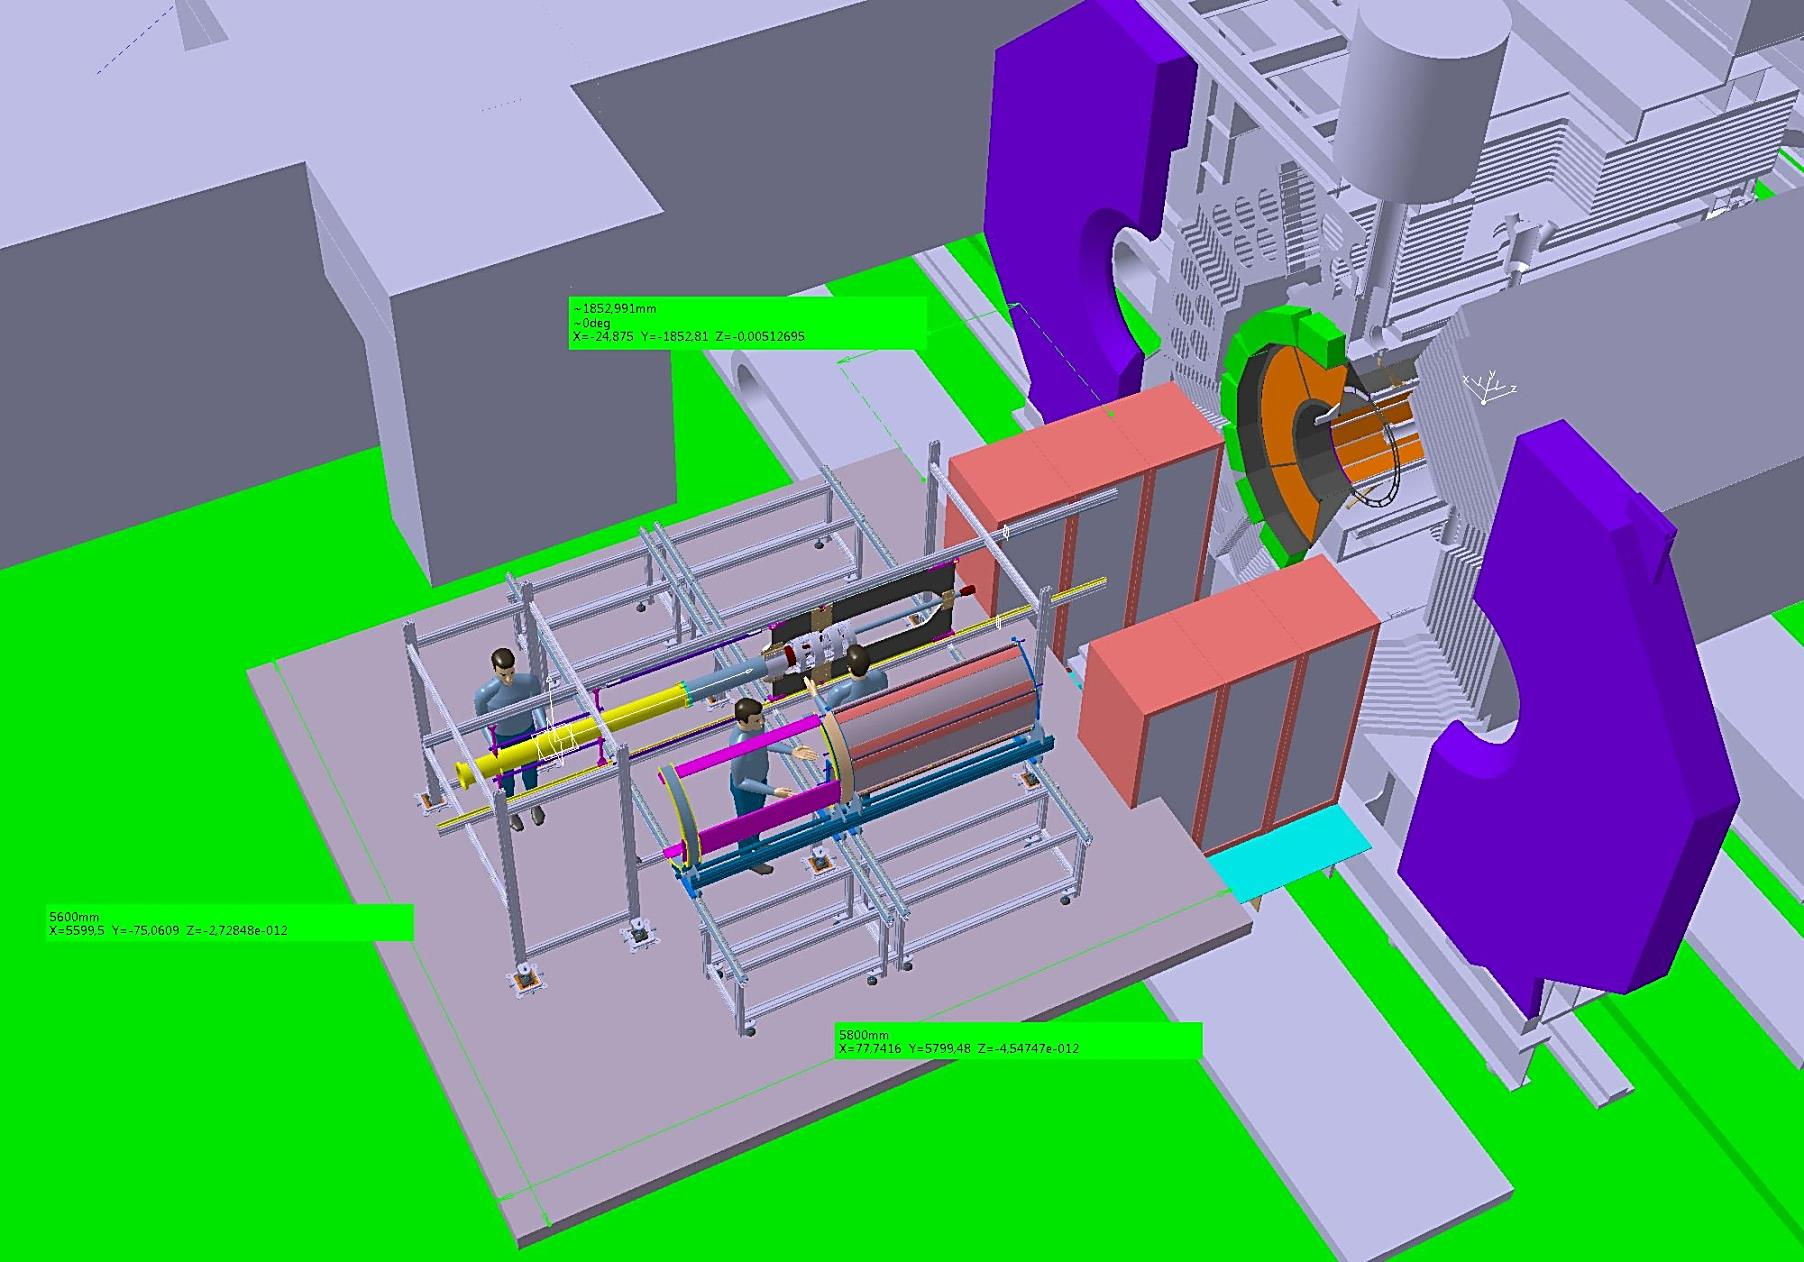 ~1852,991mm
~0deg
X=-24,875 Y=-1852,81 Z=-0,00512695
X Y Z
5600mm
X=5599,5 Y=-75,0609 Z=-2,72848e-012
5800mm
X=77,7416 Y=5799,48 Z=-4,54747e-012